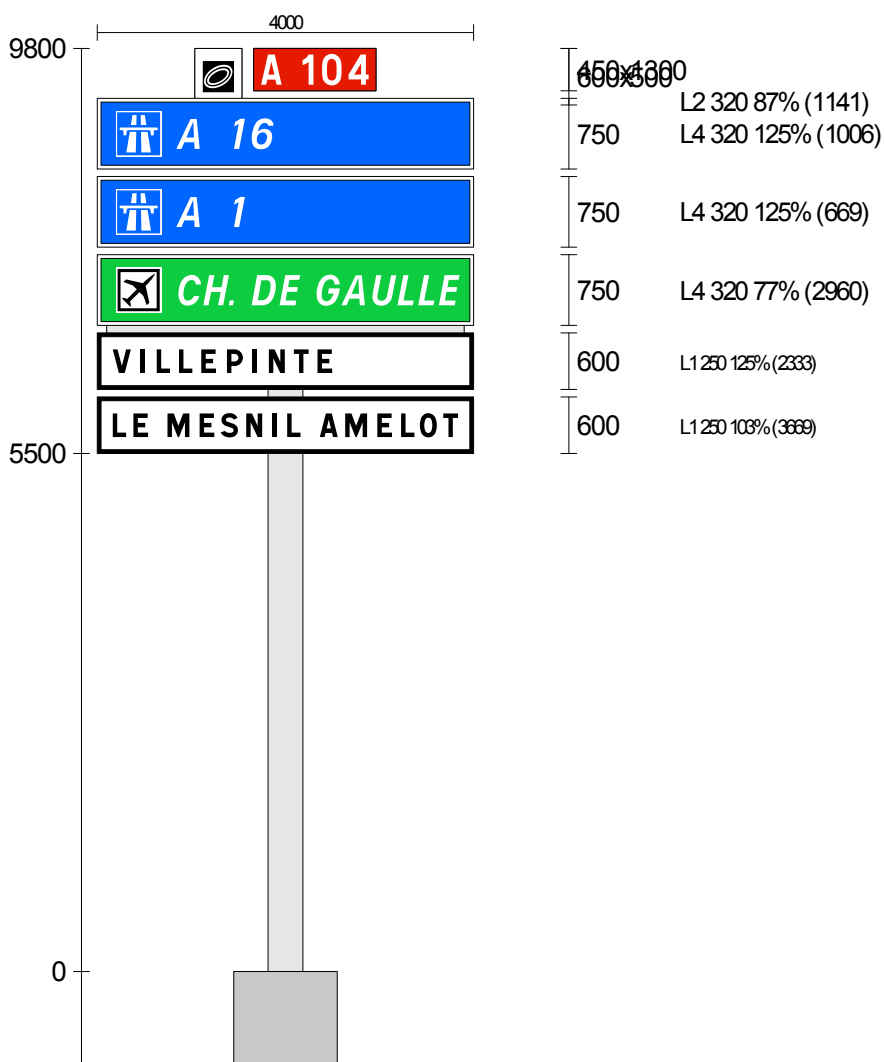 4000
9800
A 104
450x1300
600x500
L2 320 87% (1141)
A 16
750
L4 320 125% (1006)
A 1
750
L4 320 125% (669)
CH. DE GAULLE
750
L4 320 77% (2960)
VILLEPINTE
600
L1 250 125% (2333)
LE MESNIL AMELOT
600
L1 250 103% (3669)
5500
0